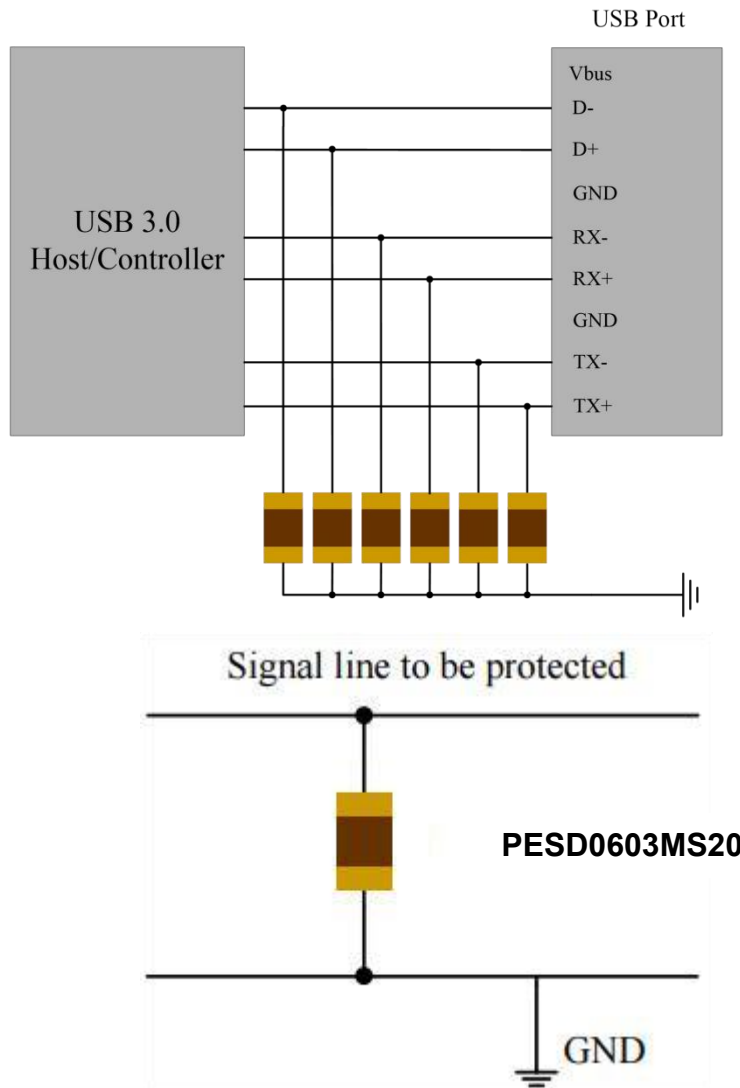 USB Port
Vbus
D-
D+
GND
USB 3.0
Host/Controller
RX-
RX+
GND
TX-
TX+
Signal line to be protected
PESD0603MS20
GND